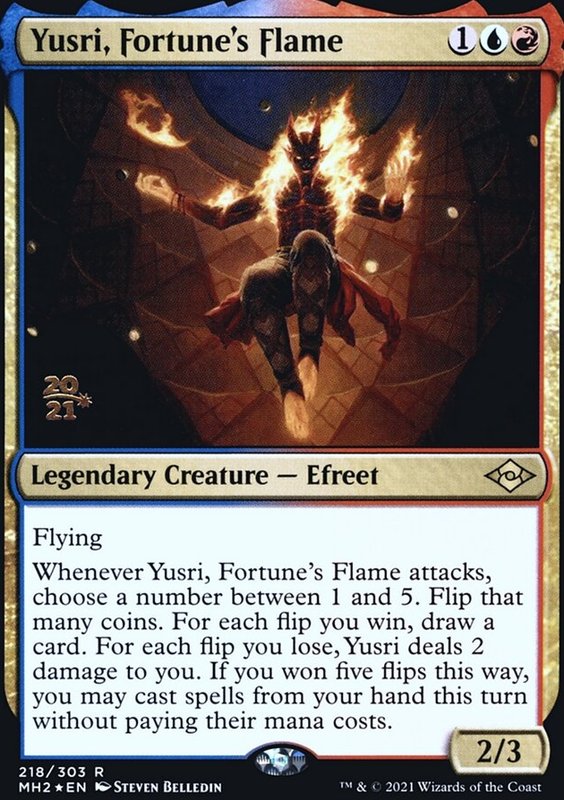 Yusri, Fortune's Flame 1
20
21
Legendary Creature — Efreet
Flying
Whenever Yusri, Fortune's Flame attacks,
choose a number between 1 and 5. Flip that
many coins. For each flip you win, draw a
card. For each flip you lose, Yusri deals 2
damage to you. If you won five flips this way,
you may cast spells from your hand this turn
without paying their mana costs.
2/3
218/303 R
MH2★EN Steven Belledin ™ & © 2021 Wizards of the Coast